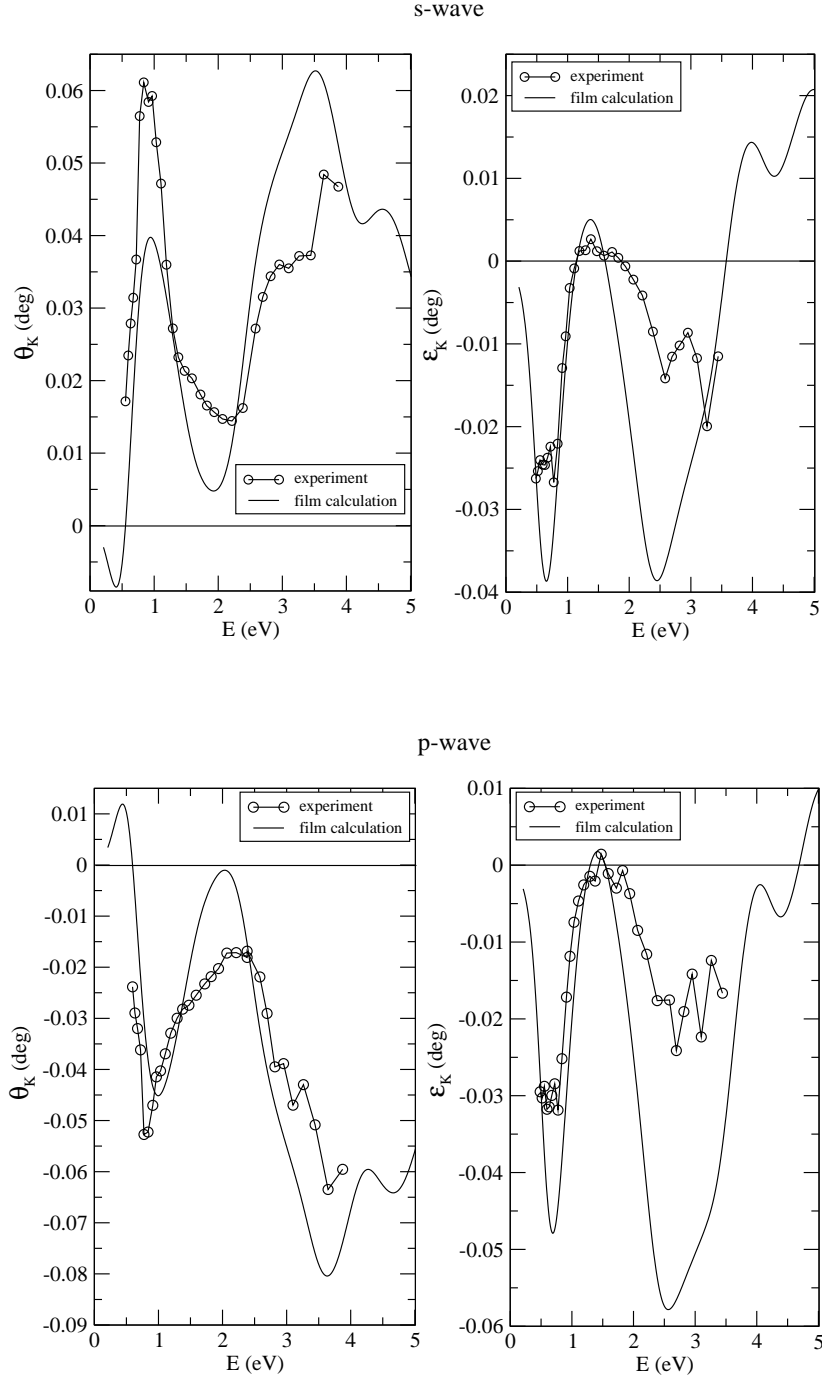 s-wave
0.06
0.05
0.04
0.03
0.02
0.01
0
θK (deg)
experiment
film calculation
0 1 2 3 4 5
E (eV)
0.02
0.01
0
-0.01
-0.02
-0.03
-0.04
εK (deg)
experiment
film calculation
0 1 2 3 4 5
E (eV)
p-wave
0.01
0
-0.01
-0.02
-0.03
-0.04
-0.05
-0.06
-0.07
-0.08
-0.09
θK (deg)
experiment
film calculation
0 1 2 3 4 5
E (eV)
0.01
0
-0.01
-0.02
-0.03
-0.04
-0.05
-0.06
εK (deg)
experiment
film calculation
0 1 2 3 4 5
E (eV)